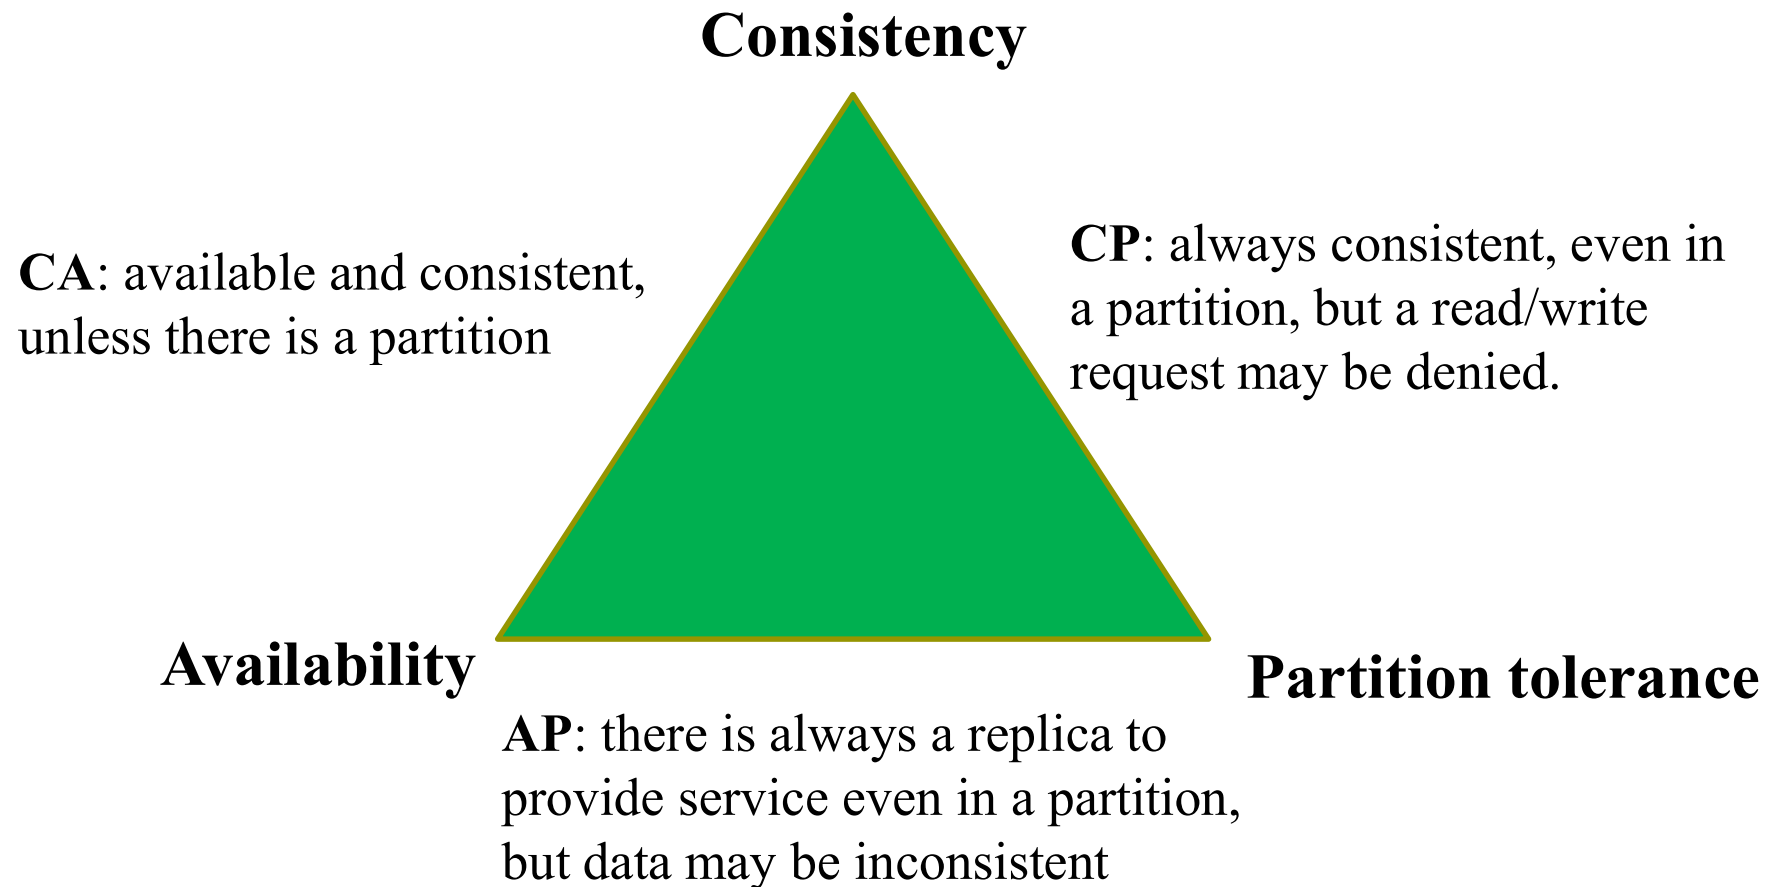 Consistency
CA: available and consistent,
unless there is a partition
CP: always consistent, even in
a partition, but a read/write
request may be denied.
Availability
Partition tolerance
AP: there is always a replica to
provide service even in a partition,
but data may be inconsistent